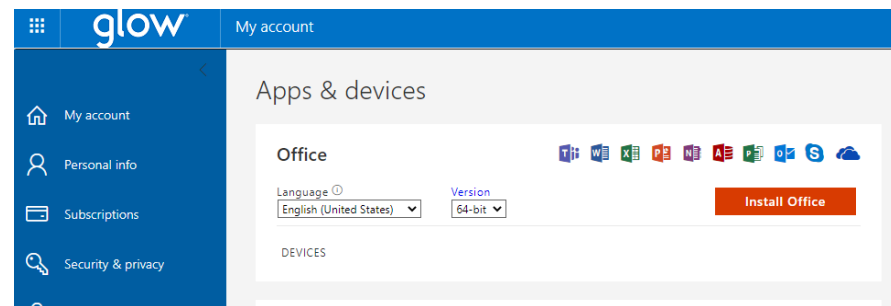 glow
My account
Apps & devices
My account
Personal info
Subscriptions
Security & privacy
Office
Language
Version
English (United States)
64-bit
Install Office
DEVICES